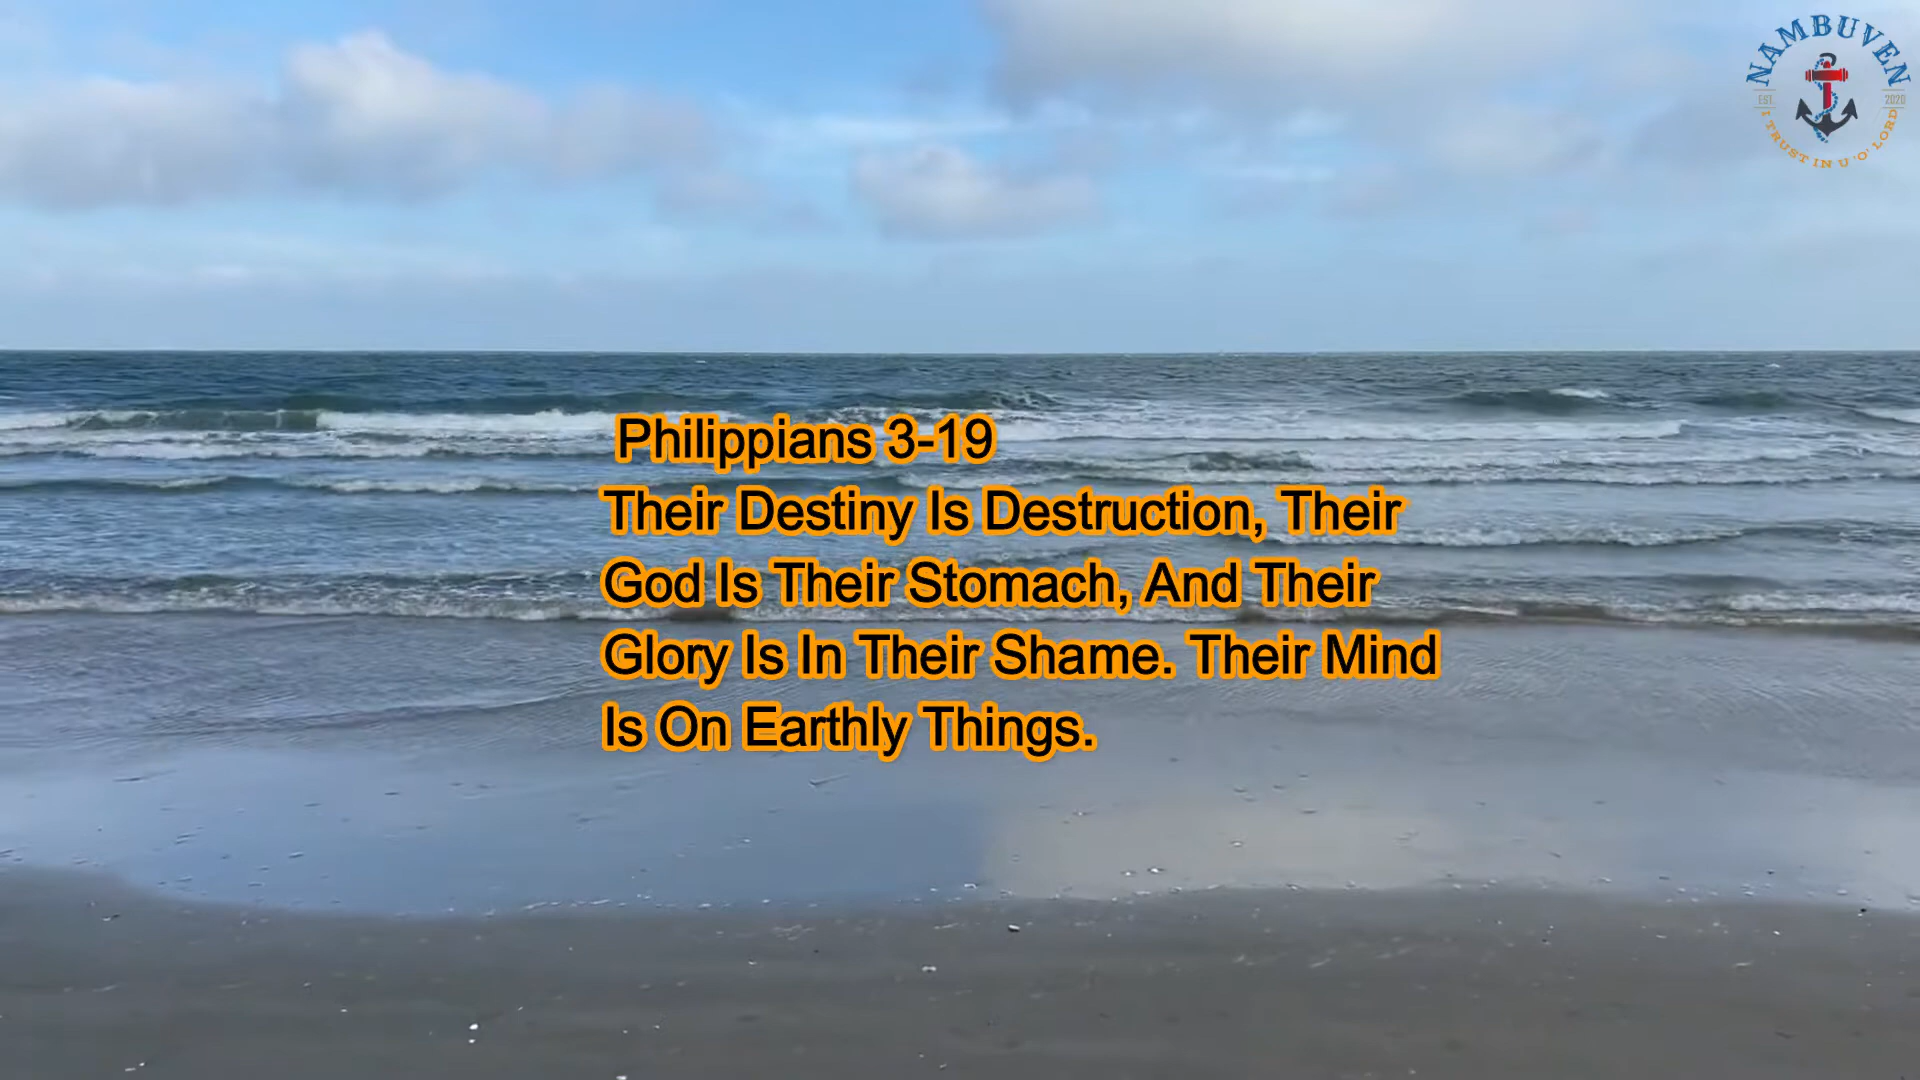 NAMBUVEN
EST. 2020
I TRUST IN U 'O' LORD
Philippians 3-19
Their Destiny Is Destruction, Their
God Is Their Stomach, And Their
Glory Is In Their Shame. Their Mind
Is On Earthly Things.